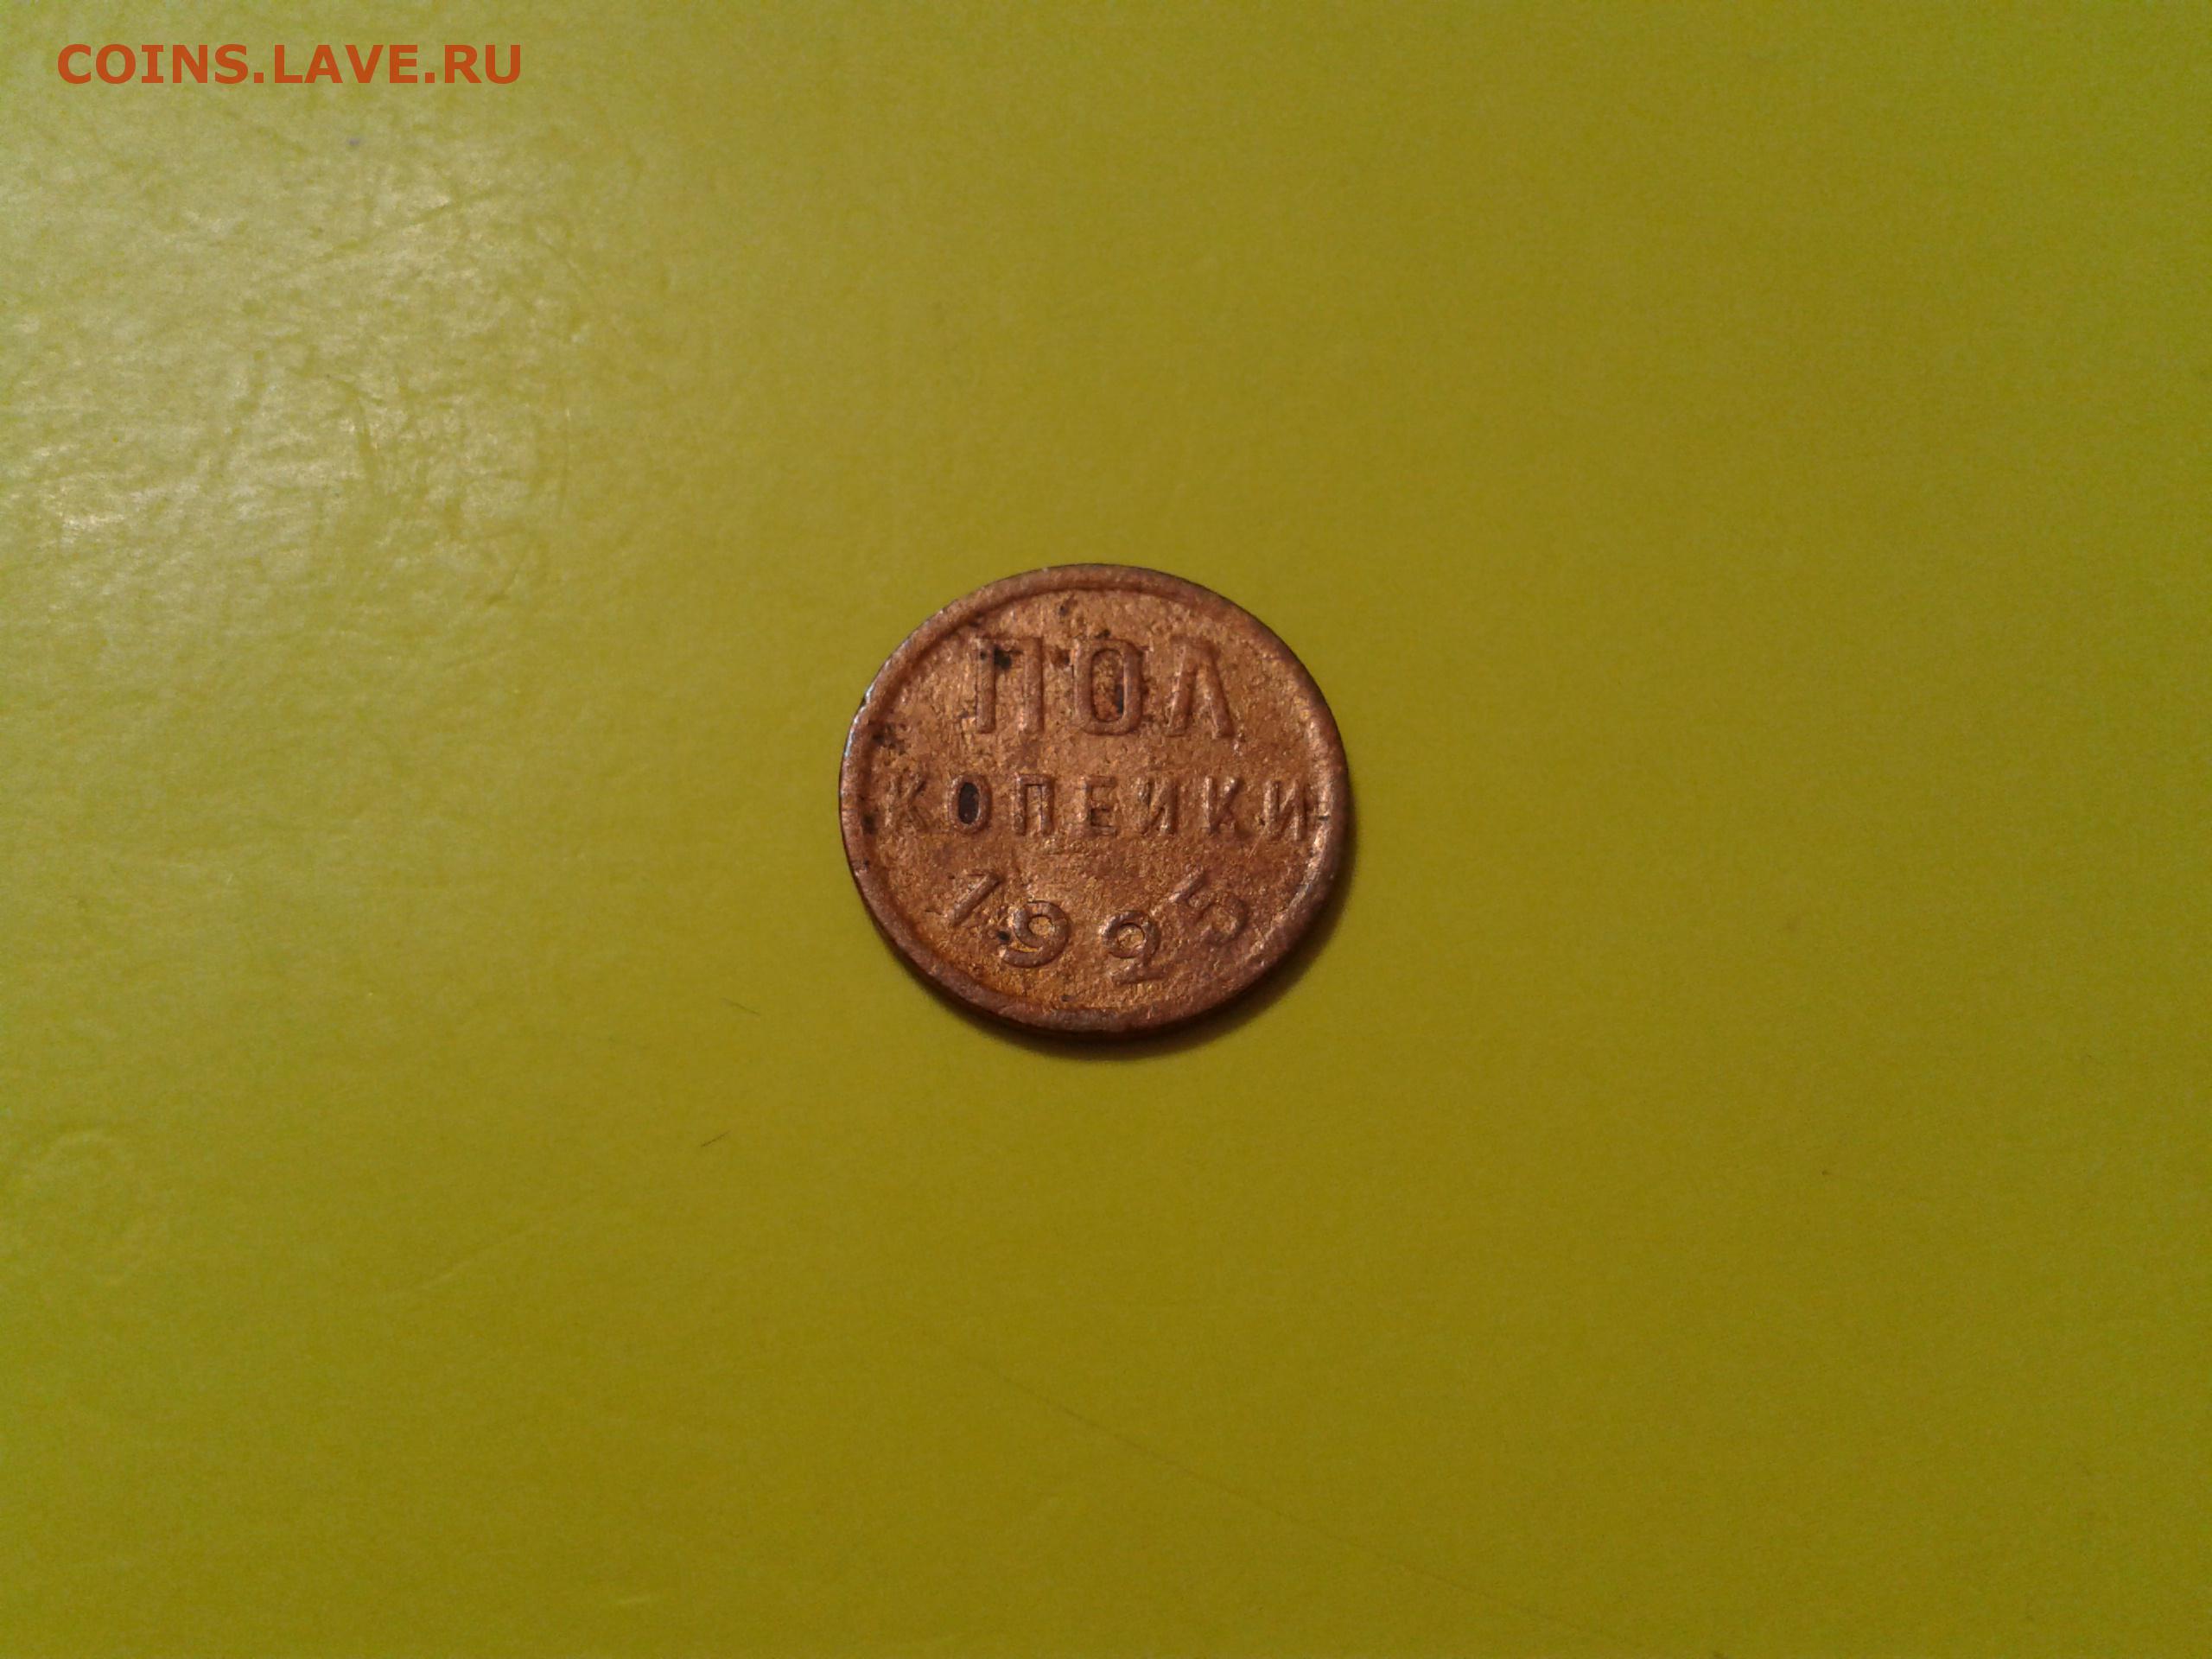 COINS.LAVE.RU
ПОЛ
КОПЕЙКИ
1925